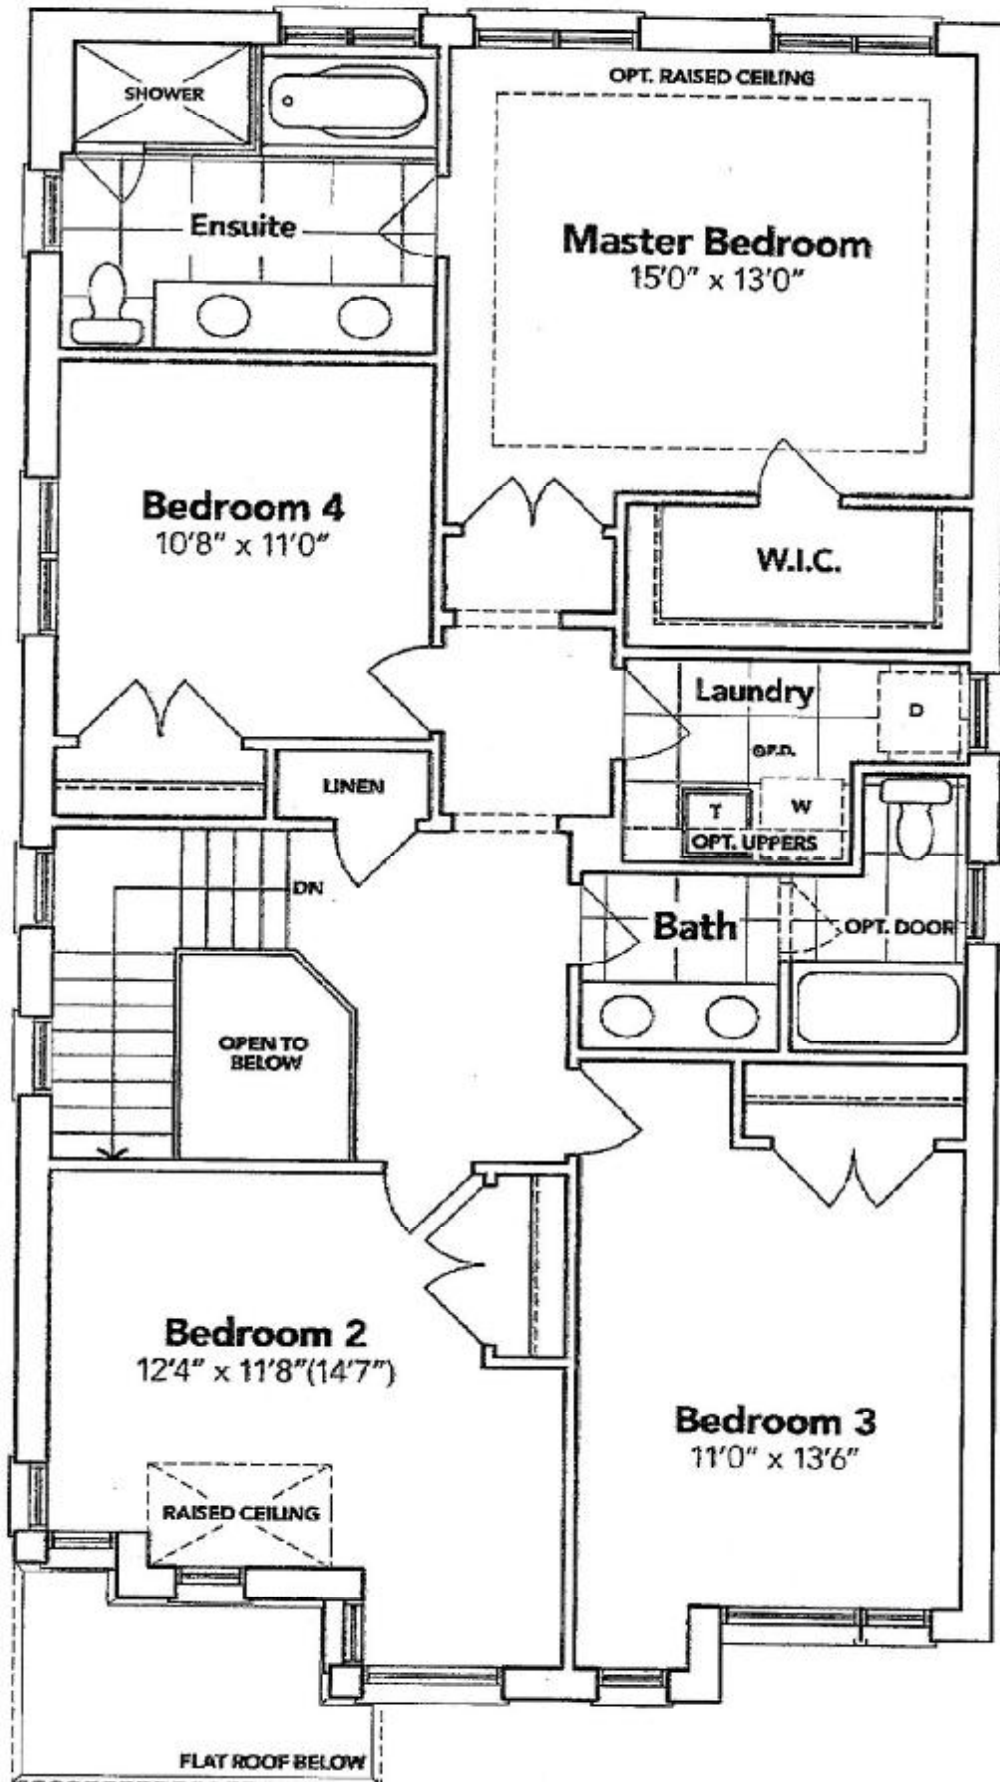 OPT. RAISED CEILING
SHOWER
Ensuite
Master Bedroom
15'0" x 13'0"
Bedroom 4
10'8" x 11'0"
W.I.C.
Laundry
D
F.D.
LINEN
T
W
OPT. UPPERS
DN
Bath
OPT. DOOR
OPEN TO
BELOW
Bedroom 2
12'4" x 11'8"(14'7")
Bedroom 3
11'0" x 13'6"
RAISED CEILING
FLAT ROOF BELOW